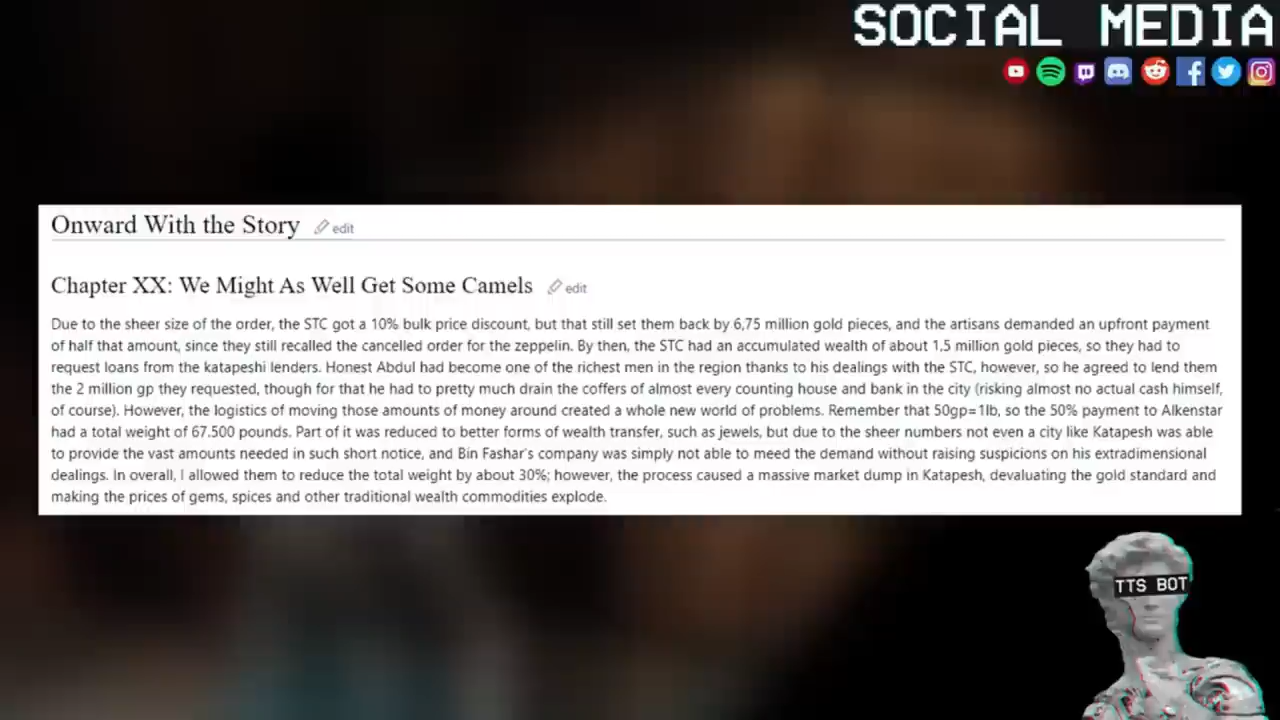 SOCIAL MEDIA
Onward With the Story edit
Chapter XX: We Might As Well Get Some Camels edit
Due to the sheer size of the order, the STC got a 10% bulk price discount, but that still set them back by 6,75 million gold pieces, and the artisans demanded an upfront payment
of half that amount, since they still recalled the cancelled order for the zeppelin. By then, the STC had an accumulated wealth of about 1.5 million gold pieces, so they had to
request loans from the katapeshi lenders. Honest Abdul had become one of the richest men in the region thanks to his dealings with the STC, however, so he agreed to lend them
the 2 million gp they requested, though for that he had to pretty much drain the coffers of almost every counting house and bank in the city (risking almost no actual cash himself,
of course). However, the logistics of moving those amounts of money around created a whole new world of problems. Remember that 50gp=1lb, so the 50% payment to Alkenstar
had a total weight of 67.500 pounds. Part of it was reduced to better forms of wealth transfer, such as jewels, but due to the sheer numbers not even a city like Katapesh was able
to provide the vast amounts needed in such short notice, and Bin Fashar's company was simply not able to meed the demand without raising suspicions on his extradimensional
dealings. In overall, I allowed them to reduce the total weight by about 30%; however, the process caused a massive market dump in Katapesh, devaluating the gold standard and
making the prices of gems, spices and other traditional wealth commodities explode.
TTS BOT